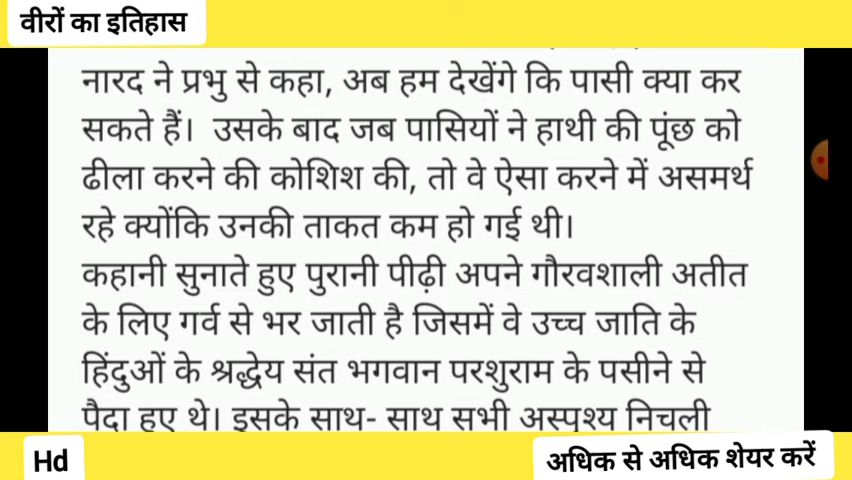 वीरों का इतिहास
नारद ने प्रभु से कहा, अब हम देखेंगे कि पासी क्या कर
सकते हैं। उसके बाद जब पासियों ने हाथी की पूंछ को
ढीला करने की कोशिश की, तो वे ऐसा करने में असमर्थ
रहे क्योंकि उनकी ताकत कम हो गई थी।
कहानी सुनाते हुए पुरानी पीढ़ी अपने गौरवशाली अतीत
के लिए गर्व से भर जाती है जिसमें वे उच्च जाति के
हिंदुओं के श्रद्धेय संत भगवान परशुराम के पसीने से
पैदा हुए थे। इसके साथ- साथ सभी अस्पृश्य निचली
Hd
अधिक से अधिक शेयर करें